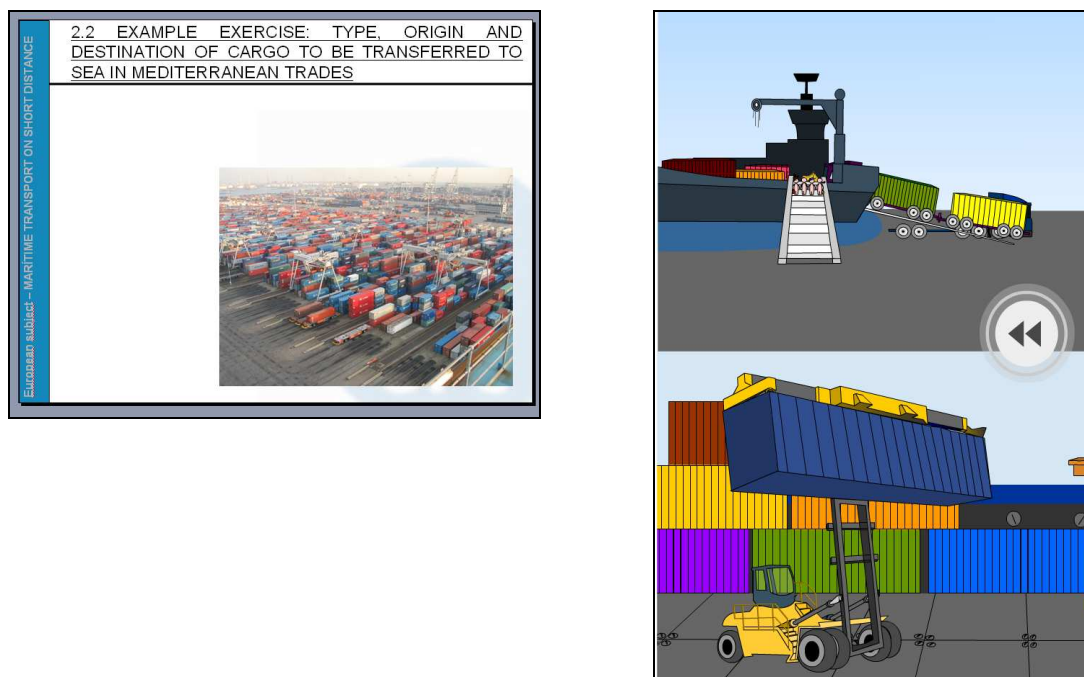 2.2 EXAMPLE EXERCISE: TYPE, ORIGIN AND
DESTINATION OF CARGO TO BE TRANSFERRED TO
SEA IN MEDITERRANEAN TRADES
European subject – MARITIME TRANSPORT ON SHORT DISTANCE